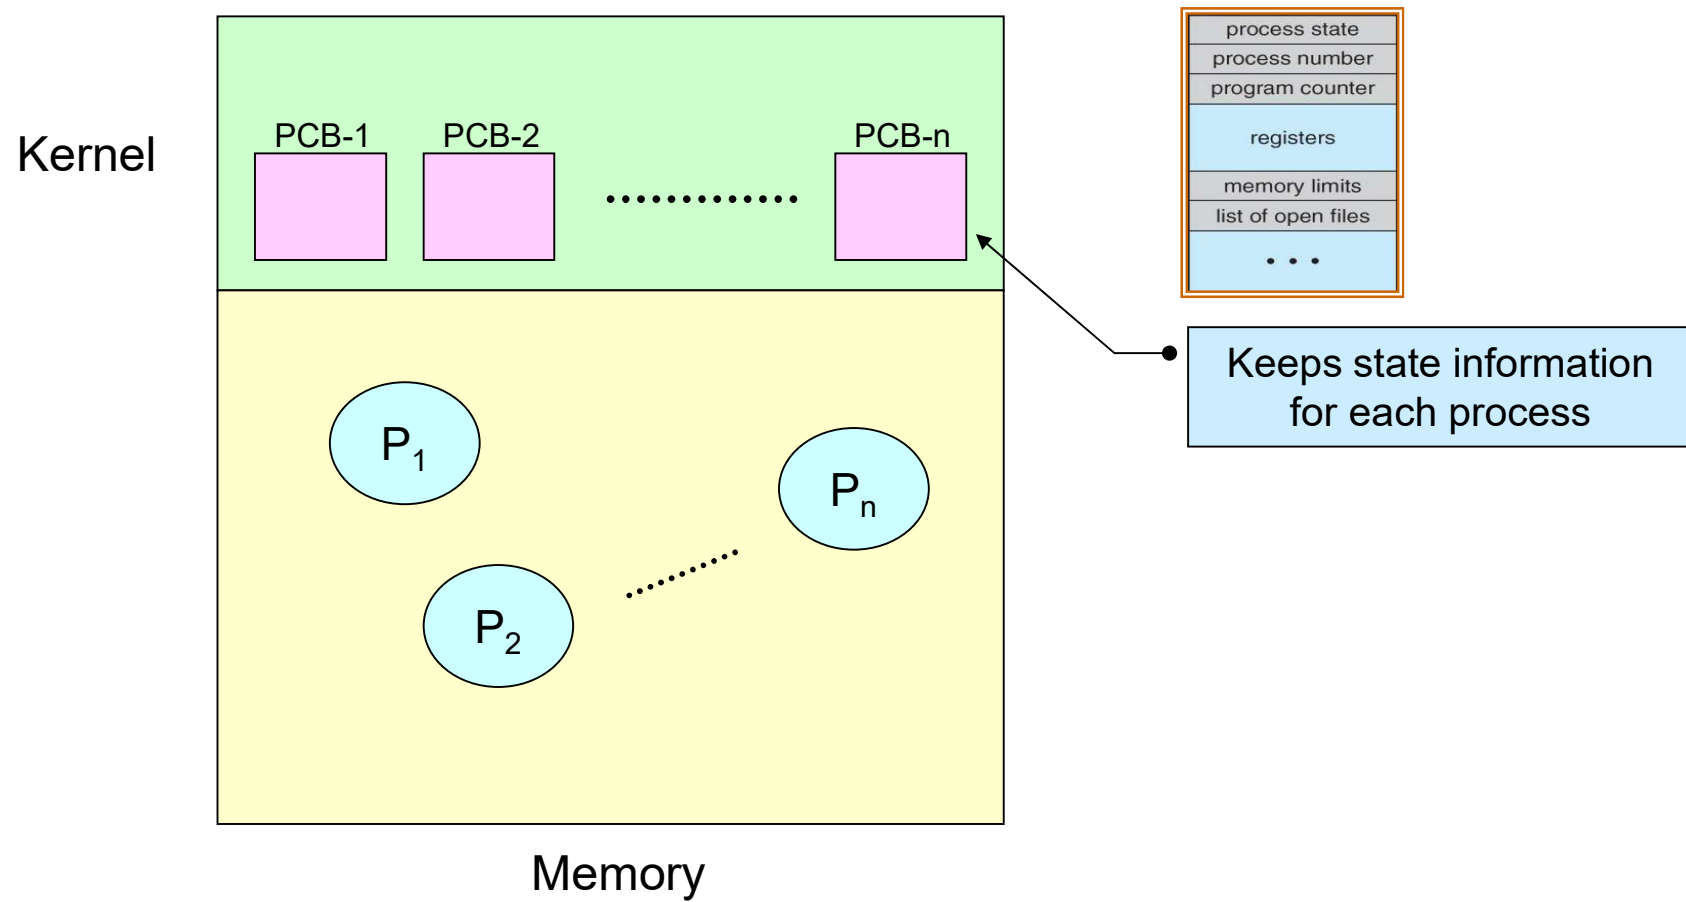 process state
process number
program counter
registers
memory limits
list of open files
• • •
Kernel
PCB-1
PCB-2
PCB-n
Keeps state information
for each process
P1
Pn
P2
Memory